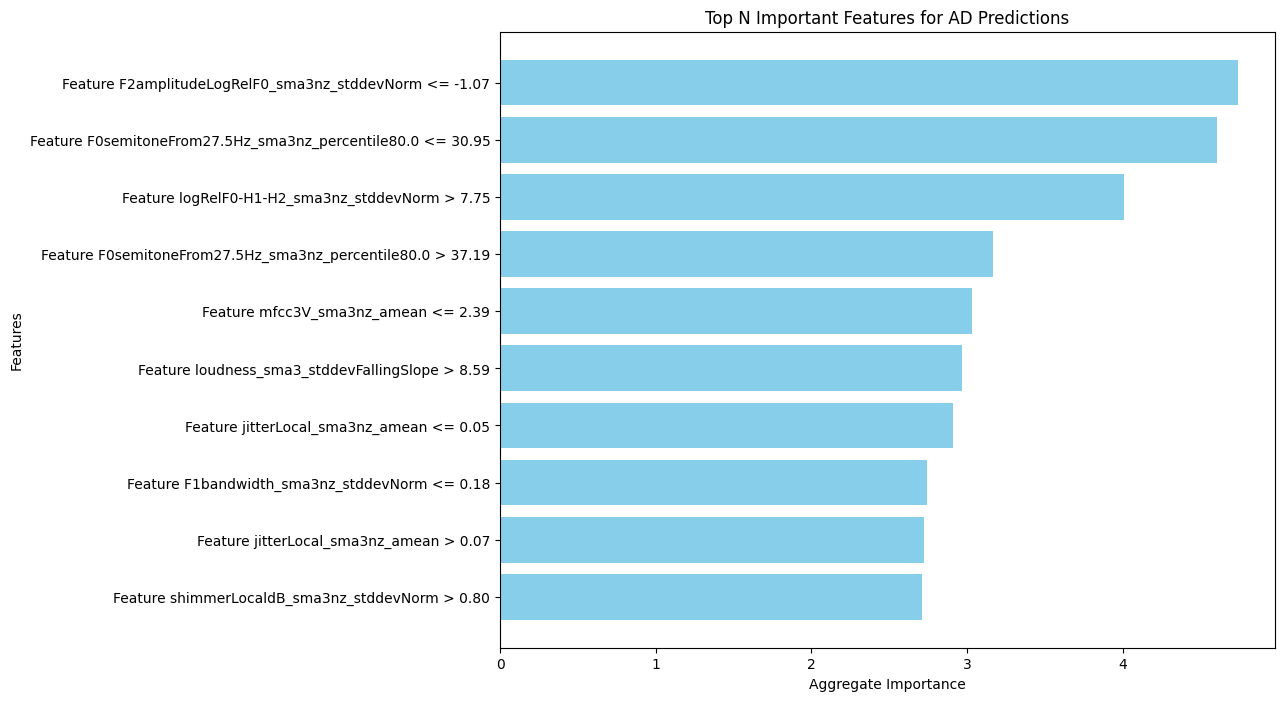 Top N Important Features for AD Predictions
Feature F2amplitudeLogRelF0_sma3nz_stddevNorm <= -1.07
Feature F0semitoneFrom27.5Hz_sma3nz_percentile80.0 <= 30.95
Feature logRelF0-H1-H2_sma3nz_stddevNorm > 7.75
Feature F0semitoneFrom27.5Hz_sma3nz_percentile80.0 > 37.19
Feature mfcc3V_sma3nz_amean <= 2.39
Feature loudness_sma3_stddevFallingSlope > 8.59
Feature jitterLocal_sma3nz_amean <= 0.05
Feature F1bandwidth_sma3nz_stddevNorm <= 0.18
Feature jitterLocal_sma3nz_amean > 0.07
Feature shimmerLocaldB_sma3nz_stddevNorm > 0.80
Features
0 1 2 3 4
Aggregate Importance